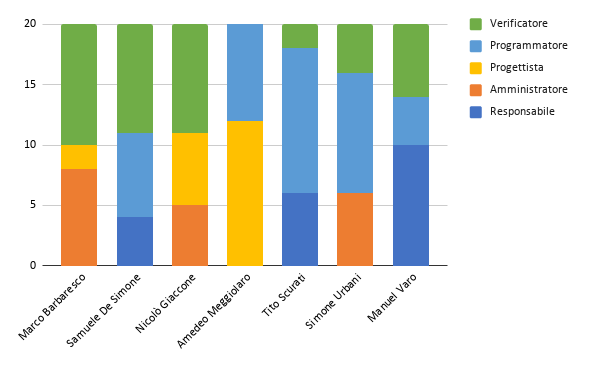 20
15
10
5
0
Marco Barbaresco
Samuele De Simone
Nicolò Giaccone
Amedeo Meggiolaro
Tito Scurati
Simone Urbani
Manuel Varo
Verificatore
Programmatore
Progettista
Amministratore
Responsabile